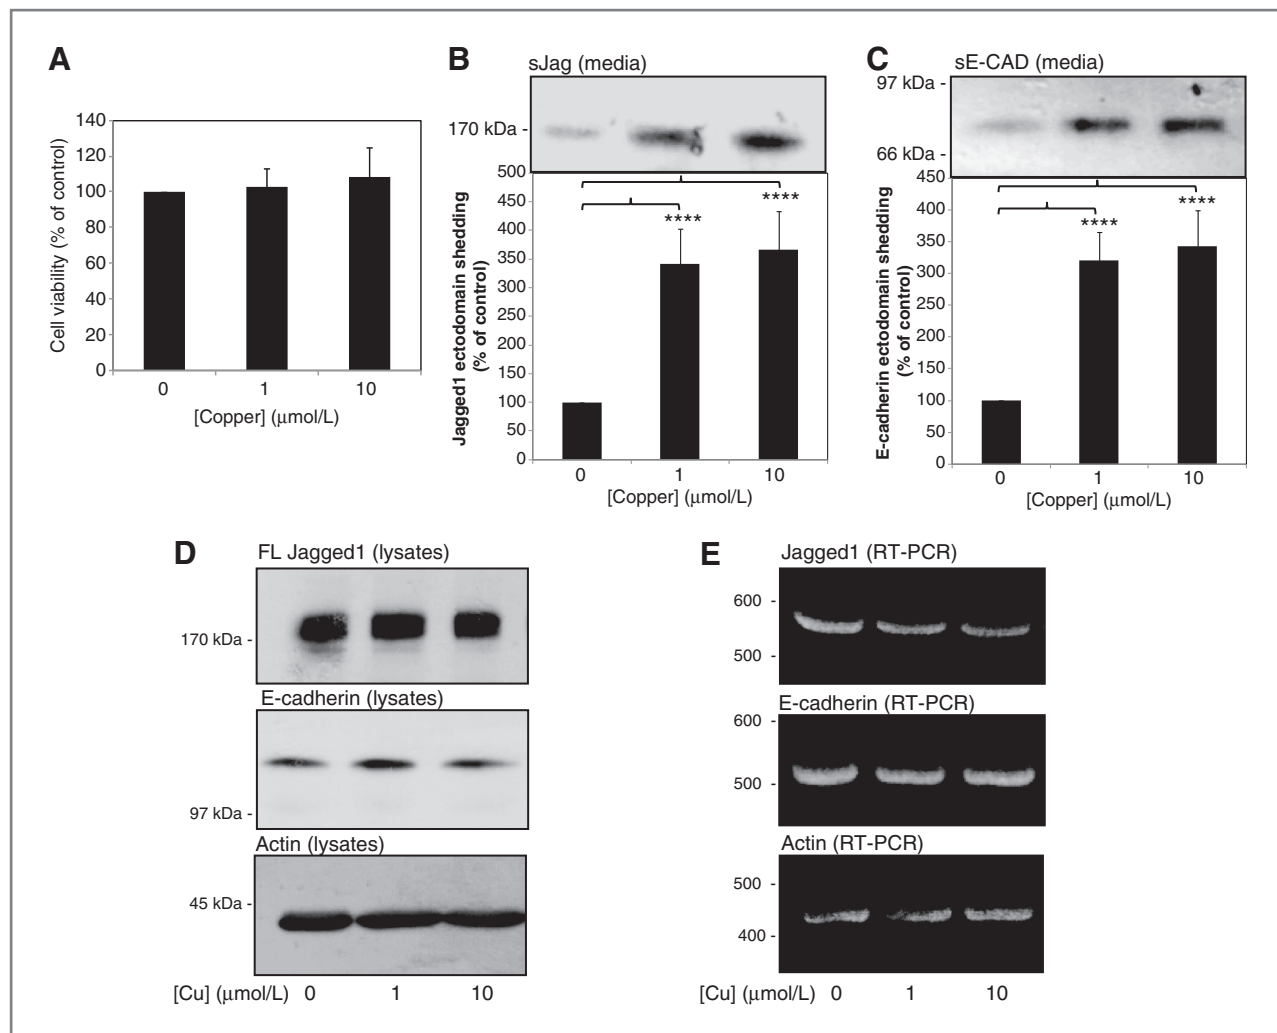 A
140
120
100
80
60
40
20
0
Cell viability (% of control)
0 1 10
[Copper] (μmol/L)
B
sJag (media)
170 kDa -
500
450
400
350
300
250
200
150
100
50
0
Jagged1 ectodomain shedding
(% of control)
****
****
0 1 10
[Copper] (μmol/L)
C
sE-CAD (media)
97 kDa -
66 kDa -
450
400
350
300
250
200
150
100
50
0
E-cadherin ectodomain shedding
(% of control)
****
****
0 1 10
[Copper] (μmol/L)
D
FL Jagged1 (lysates)
170 kDa -
E-cadherin (lysates)
97 kDa -
Actin (lysates)
45 kDa -
[Cu] (μmol/L) 0 1 10
E
Jagged1 (RT-PCR)
600 -
500 -
E-cadherin (RT-PCR)
600 -
500 -
Actin (RT-PCR)
500 -
400 -
[Cu] (μmol/L) 0 1 10